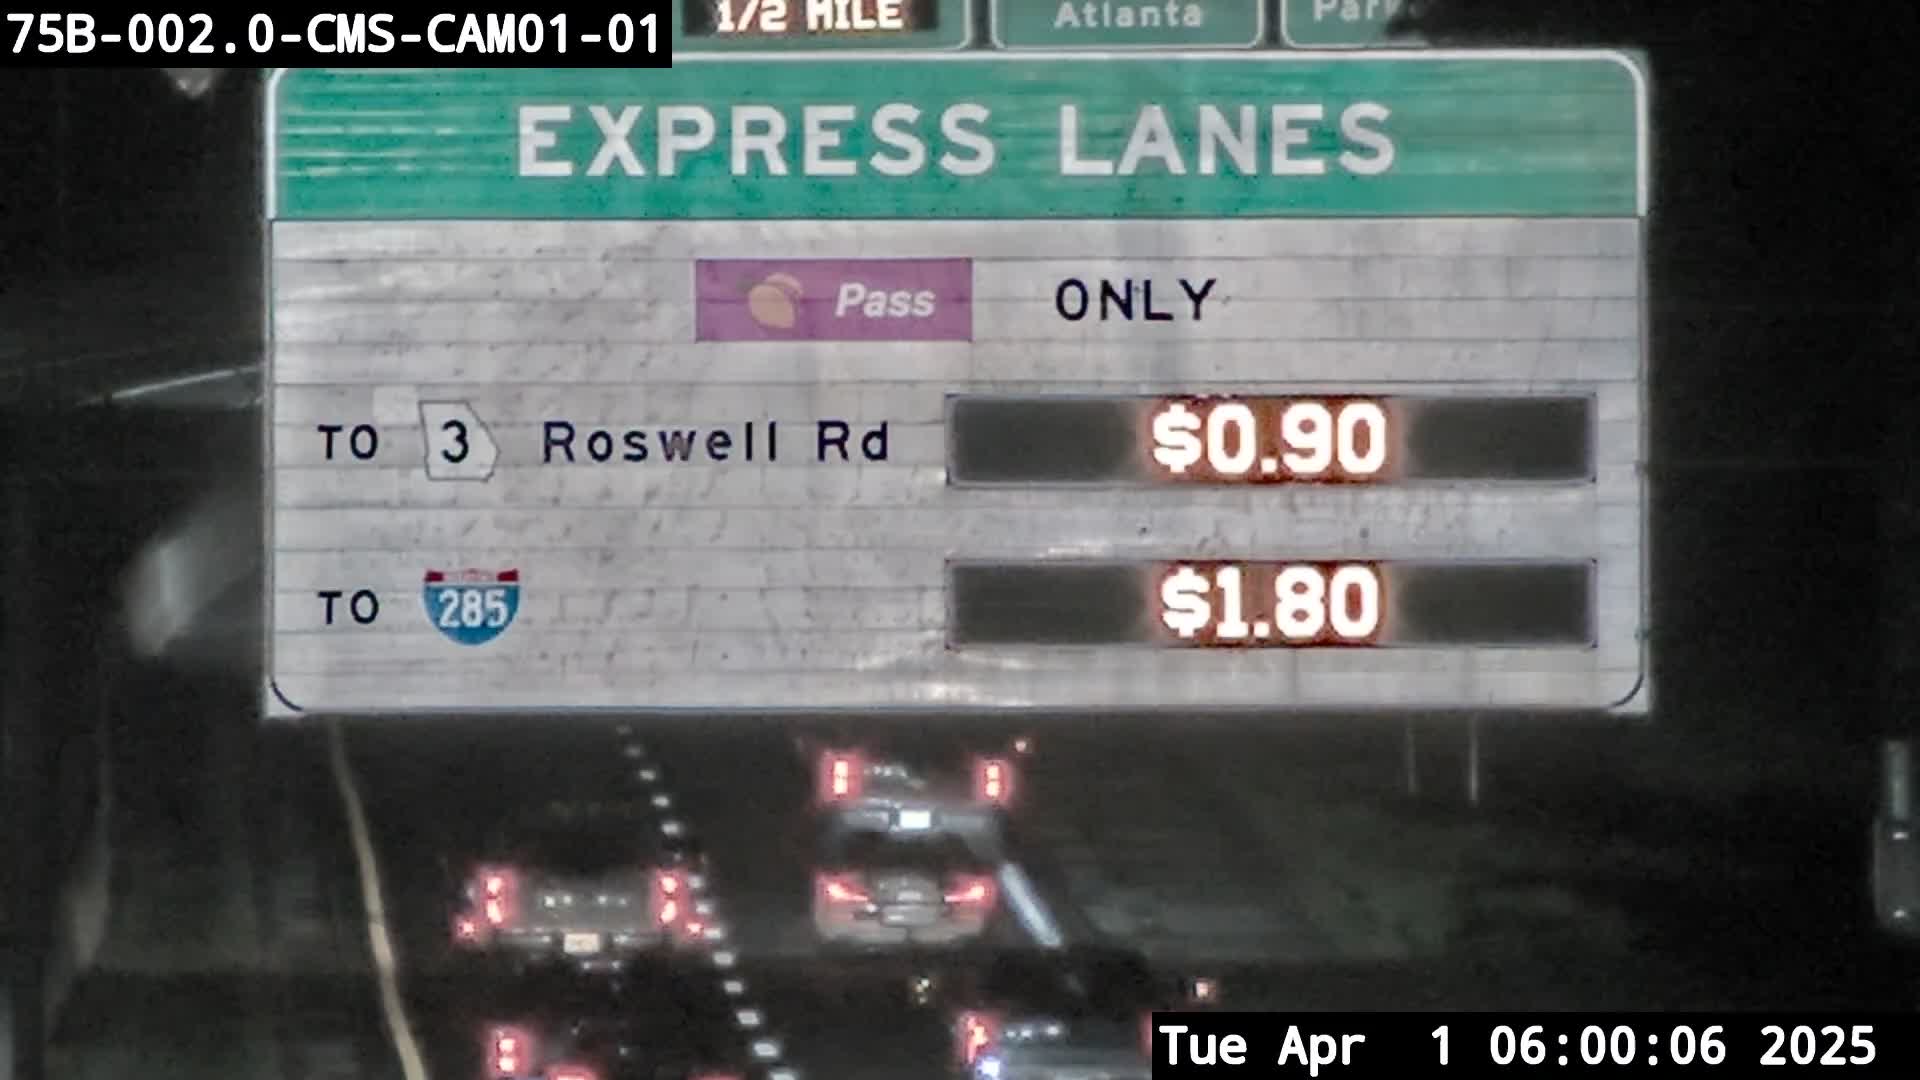 75B-002.0-CMS-CAM01-01
1/2 MILE
Atlanta
EXPRESS LANES
Pass ONLY
TO 3 Roswell Rd $0.90
TO 285 $1.80
Tue Apr 1 06:00:06 2025